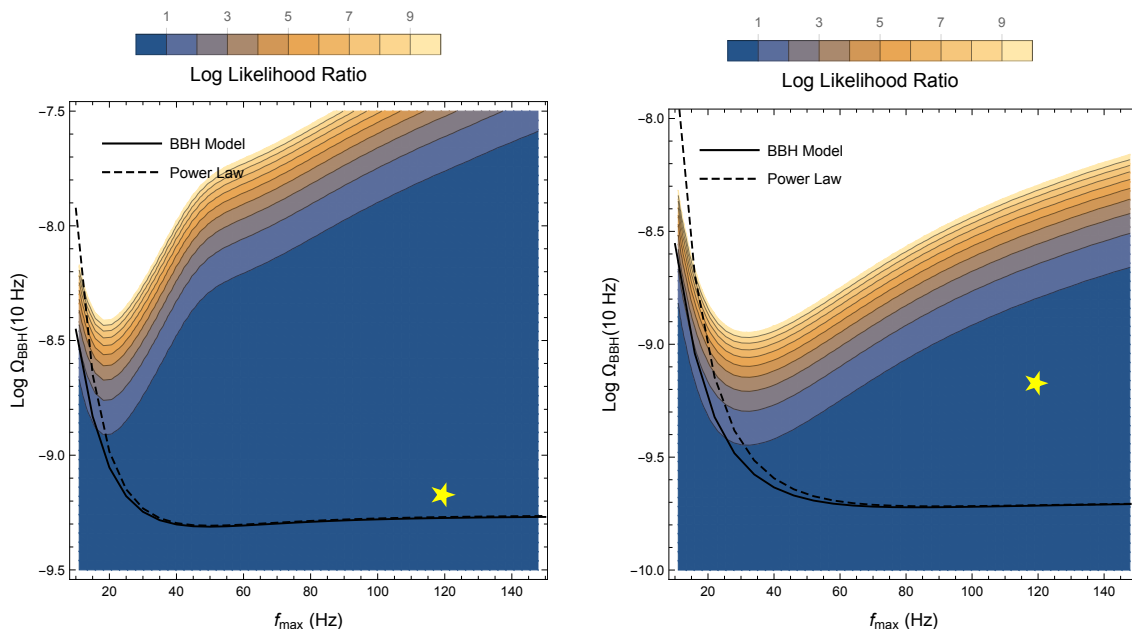 1 3 5 7 9
Log Likelihood Ratio
−7.5
−8.0
−8.5
−9.0
−9.5
BBH Model
Power Law
Log Ω_BBH(10 Hz)
20 40 60 80 100 120 140
f_max (Hz)
1 3 5 7 9
Log Likelihood Ratio
−8.0
−8.5
−9.0
−9.5
−10.0
BBH Model
Power Law
Log Ω_BBH(10 Hz)
20 40 60 80 100 120 140
f_max (Hz)